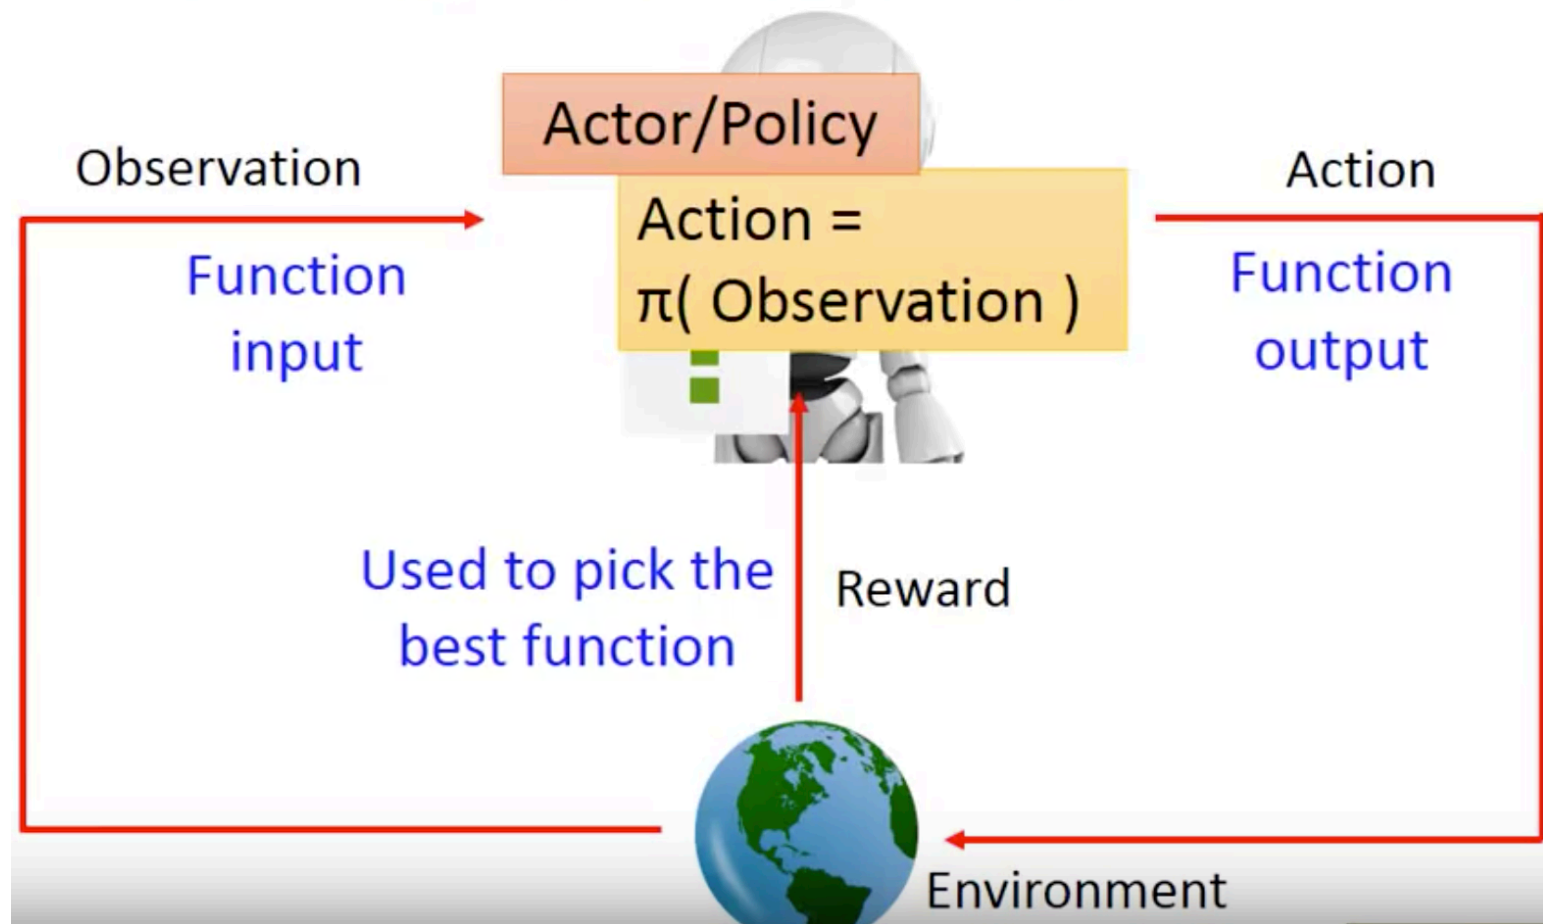 Actor/Policy
Observation
Action
Action =
π( Observation )
Function
input
Function
output
Used to pick the
best function
Reward
Environment